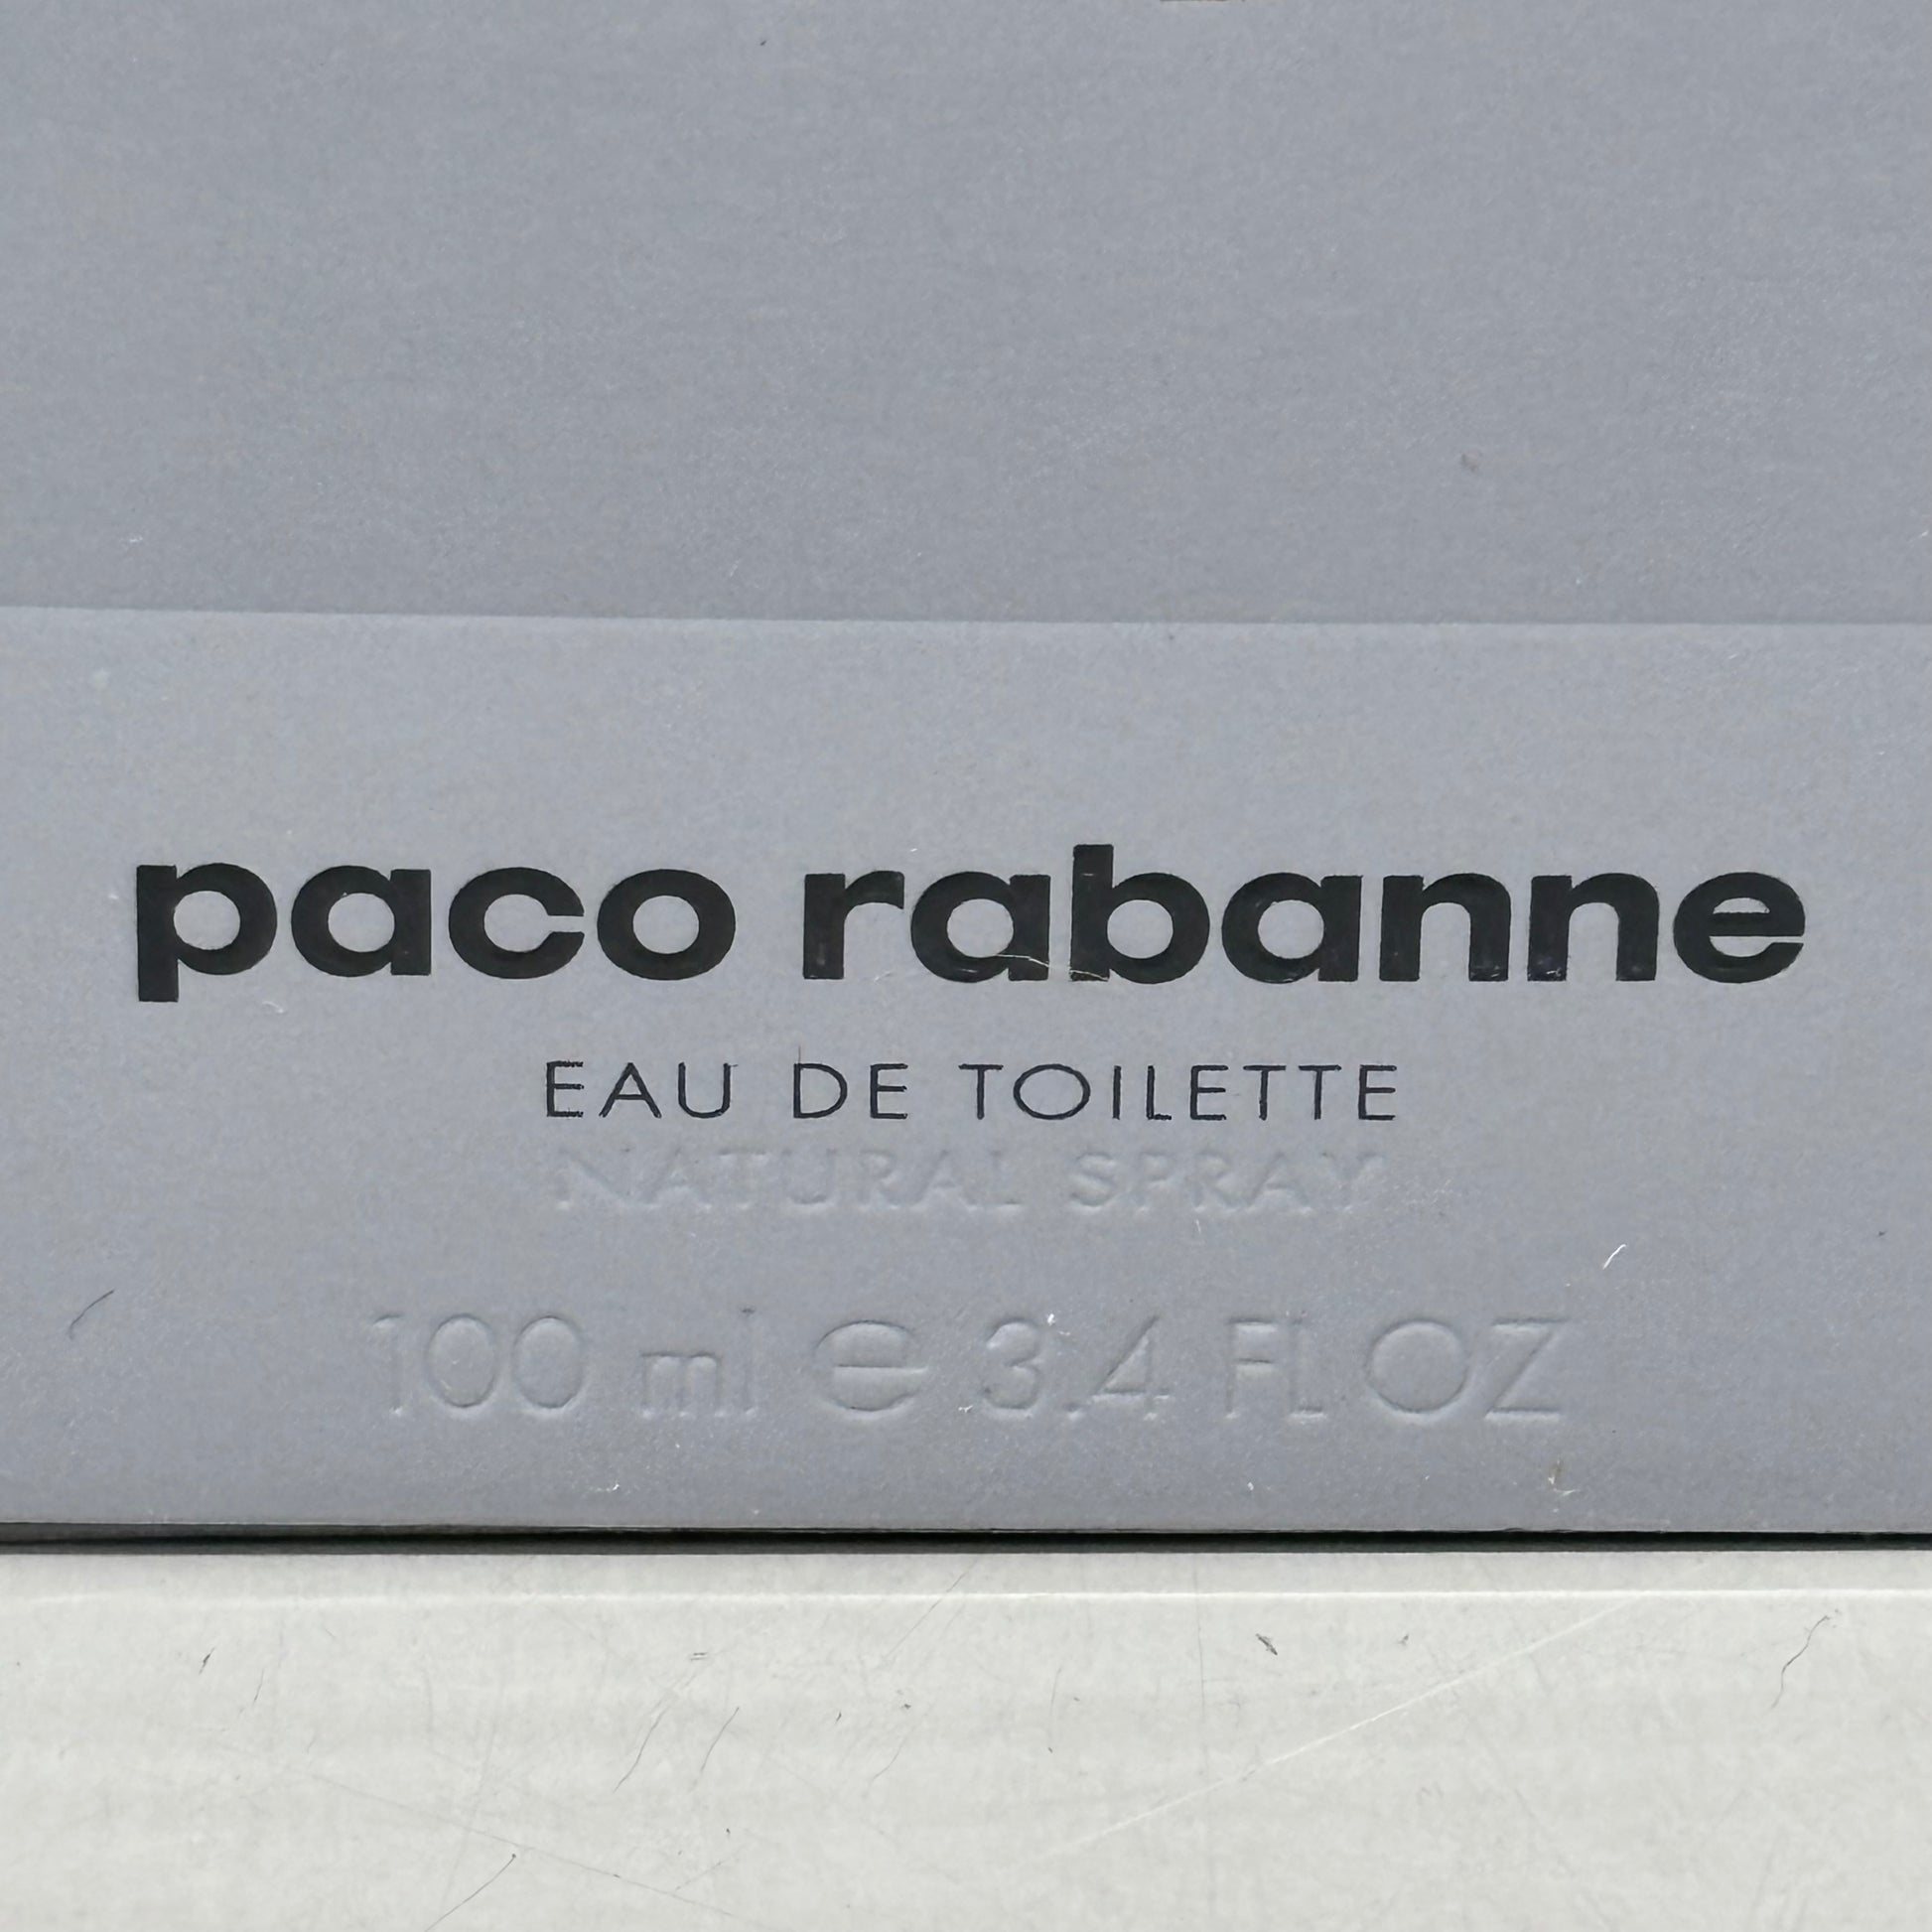 paco rabanne
EAU DE TOILETTE
NATURAL SPRAY
100 ml e 3.4 FL OZ